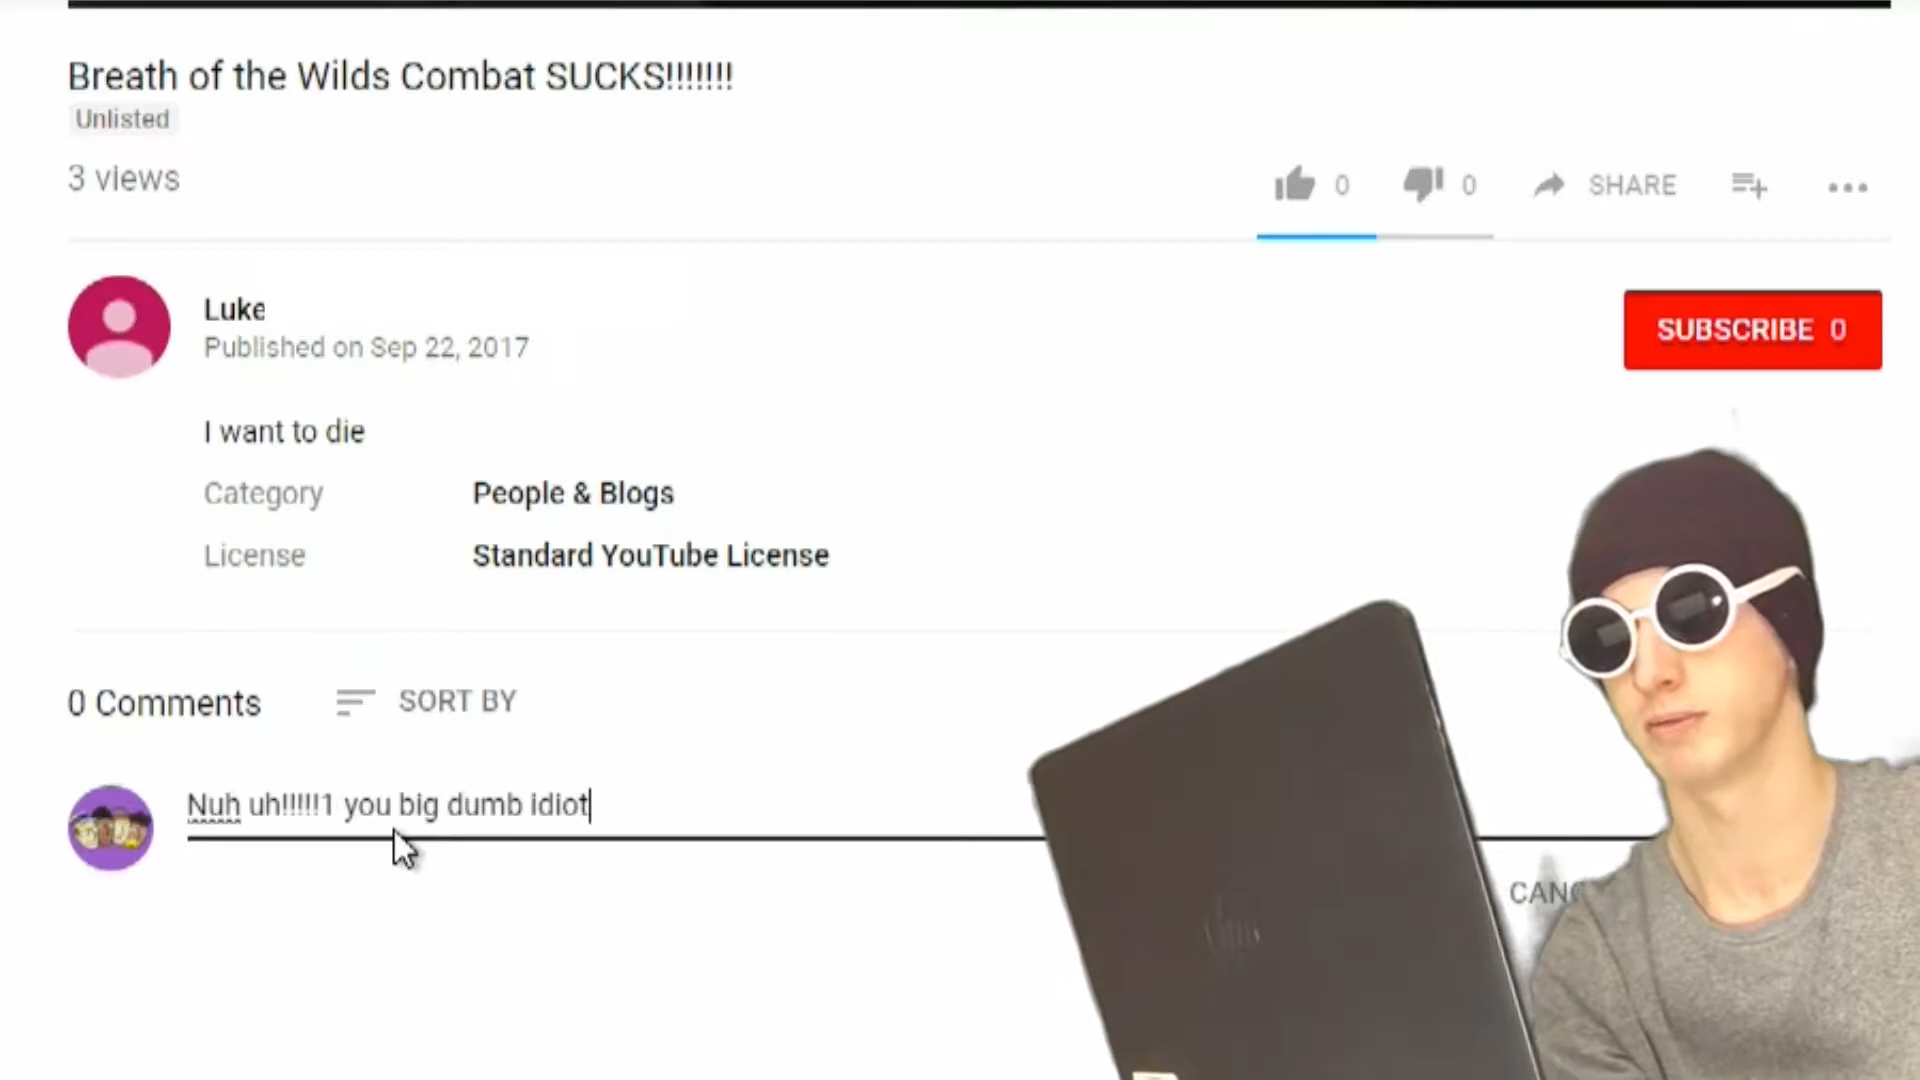 Breath of the Wilds Combat SUCKS!!!!!!!
Unlisted
3 views
0 0 SHARE
Luke
Published on Sep 22, 2017
SUBSCRIBE 0
I want to die
Category People & Blogs
License Standard YouTube License
0 Comments SORT BY
Nuh uh!!!!!1 you big dumb idiot
CANC